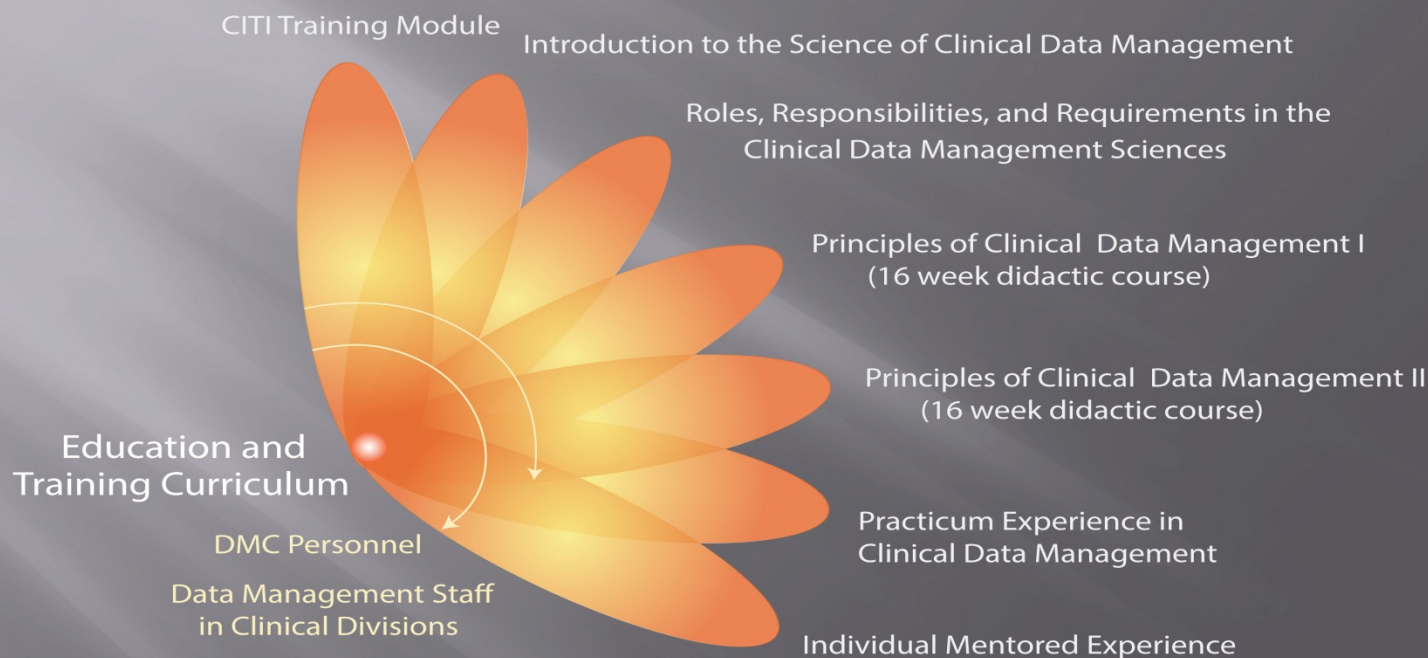 CITI Training Module
Introduction to the Science of Clinical Data Management
Roles, Responsibilities, and Requirements in the
Clinical Data Management Sciences
Principles of Clinical  Data Management I
(16 week didactic course)
Principles of Clinical  Data Management II
(16 week didactic course)
Practicum Experience in
Clinical Data Management
Individual Mentored Experience
Education and
Training Curriculum
DMC Personnel
Data Management Staff
in Clinical Divisions